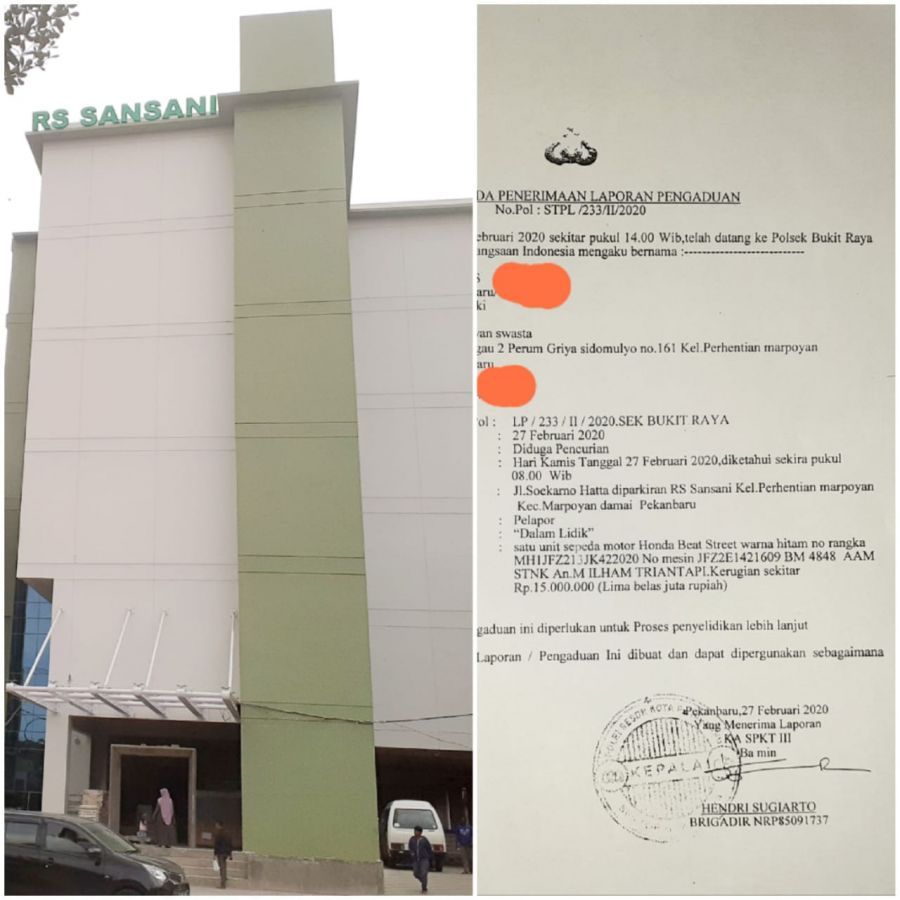 RS SANSANI
DA PENERIMAAN LAPORAN PENGADUAN
No.Pol : STPL /233/II/2020
ebruari 2020 sekitar pukul 14.00 Wib,telah datang ke Polsek Bukit Raya
angsaan Indonesia mengaku bernama :---------------------------
S
aru/
ki
an swasta
gau 2 Perum Griya sidomulyo no.161 Kel.Perhentian marpoyan
aru
ol : LP / 233 / II / 2020.SEK BUKIT RAYA
: 27 Februari 2020
: Diduga Pencurian
: Hari Kamis Tanggal 27 Februari 2020,diketahui sekira pukul
08.00 Wib
: Jl.Soekarno Hatta diparkiran RS Sansani Kel.Perhentian marpoyan
Kec.Marpoyan damai Pekanbaru
: Pelapor
: “Dalam Lidik”
: satu unit sepeda motor Honda Beat Street warna hitam no rangka
MH1JFZ213JK422020 No mesin JFZ2E1421609 BM 4848 AAM
STNK An.M ILHAM TRIANTAPI.Kerugian sekitar
Rp.15.000.000 (Lima belas juta rupiah)
gaduan ini diperlukan untuk Proses penyelidikan lebih lanjut
Laporan / Pengaduan Ini dibuat dan dapat dipergunakan sebagaimana
Pekanbaru,27 Februari 2020
Yang Menerima Laporan
KA SPKT III
Ba min
KEPALA
HENDRI SUGIARTO
BRIGADIR NRP85091737